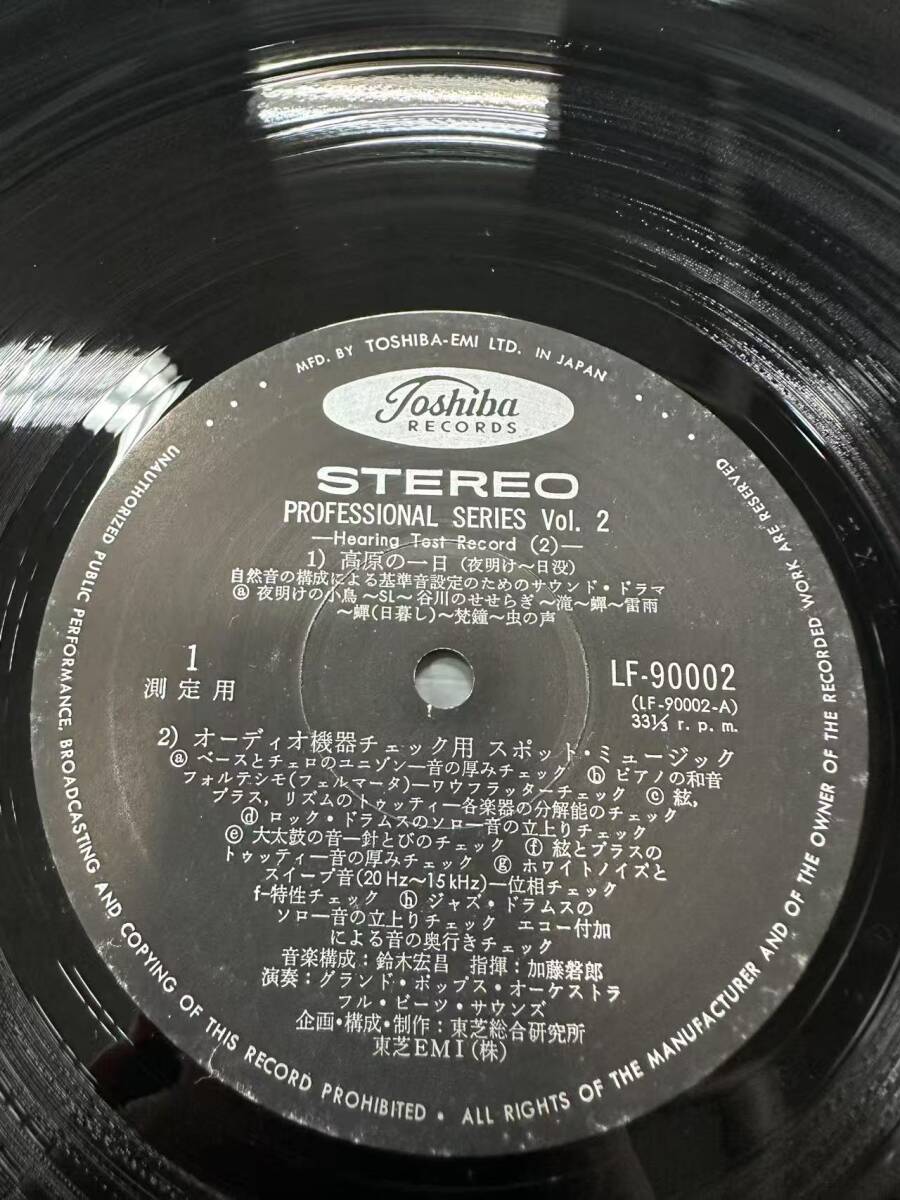 MFD. BY TOSHIBA-EMI LTD. IN JAPAN
Toshiba
RECORDS
STEREO
PROFESSIONAL SERIES Vol. 2
—Hearing Test Record (2)—
1) 高原の一日(夜明け〜日没)
自然音の構成による基準音設定のためのサウンド・ドラマ
ⓐ 夜明けの小鳥〜SL〜谷川のせせらぎ〜滝〜蟬〜雷雨
〜蟬(日暮し)〜梵鐘〜虫の声
1
測定用
LF-90002
(LF-90002-A)
33⅓ r. p. m.
2) オーディオ機器チェック用 スポット・ミュージック
ⓐ ベースとチェロのユニゾン—音の厚みチェック ⓗ ピアノの和音
フォルテシモ(フェルマータ)—ワウフラッターチェック ⓒ 絃,
ブラス, リズムのトゥッティ—各楽器の分解能のチェック
ⓓ ロック・ドラムスのソロ—音の立上りチェック
ⓔ 大太鼓の音—針とびのチェック ⓕ 絃とブラスの
トゥッティ—音の厚みチェック ⓖ ホワイトノイズと
スイープ音(20Hz〜15kHz)—位相チェック
f-特性チェック ⓗ ジャズ・ドラムスの
ソロ—音の立上りチェック エコー付加
による音の奥行きチェック
音楽構成:鈴木宏昌 指揮:加藤磐郎
演奏:グランド・ポップス・オーケストラ
フル・ビーツ・サウンズ
企画・構成・制作:東芝総合研究所
東芝EMI(株)
UNAUTHORIZED PUBLIC PERFORMANCE, BROADCASTING AND COPYING OF THIS RECORD PROHIBITED • ALL RIGHTS OF THE MANUFACTURER AND OF THE OWNER OF THE RECORDED WORK ARE RESERVED